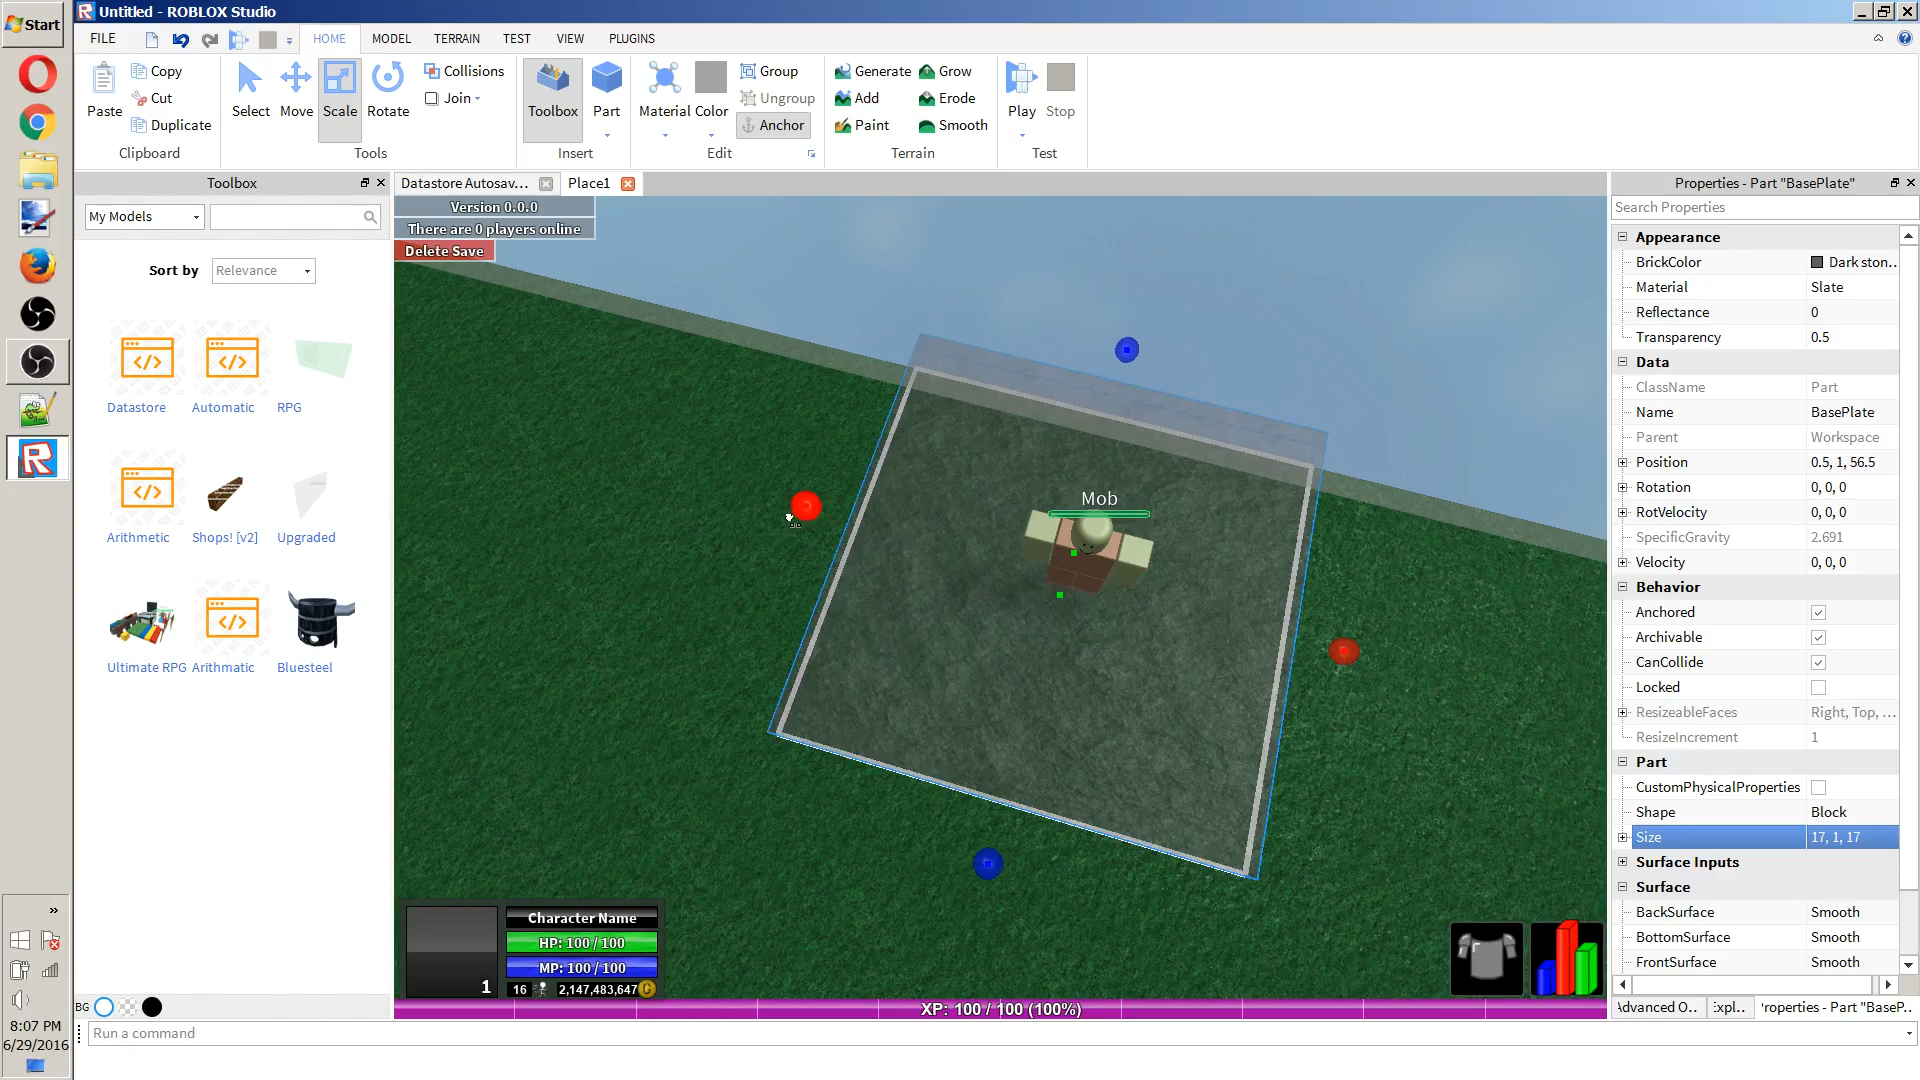 Start
Untitled - ROBLOX Studio
FILE
HOME
MODEL
TERRAIN
TEST
VIEW
PLUGINS
Paste
Copy
Cut
Duplicate
Clipboard
Select
Move
Scale
Rotate
Collisions
Join
Tools
Toolbox
Part
Insert
Material
Color
Group
Ungroup
Anchor
Edit
Generate
Add
Paint
Grow
Erode
Smooth
Terrain
Play
Stop
Test
Toolbox
My Models
Sort by
Relevance
Datastore
Automatic
RPG
Arithmetic
Shops! [v2]
Upgraded
Ultimate RPG
Arithmatic
Bluesteel
BG
Datastore Autosav...
Place1
Version 0.0.0
There are 0 players online
Delete Save
Mob
Character Name
HP: 100 / 100
MP: 100 / 100
1
16
2,147,483,647
C
XP: 100 / 100 (100%)
Properties - Part "BasePlate"
Search Properties
Appearance
BrickColor Dark ston...
Material Slate
Reflectance 0
Transparency 0.5
Data
ClassName Part
Name BasePlate
Parent Workspace
Position 0.5, 1, 56.5
Rotation 0, 0, 0
RotVelocity 0, 0, 0
SpecificGravity 2.691
Velocity 0, 0, 0
Behavior
Anchored
Archivable
CanCollide
Locked
ResizeableFaces Right, Top, ...
ResizeIncrement 1
Part
CustomPhysicalProperties
Shape Block
Size 17, 1, 17
Surface Inputs
Surface
BackSurface Smooth
BottomSurface Smooth
FrontSurface Smooth
Advanced O...
Expl...
'roperties - Part "BaseP...
Run a command
8:07 PM
6/29/2016